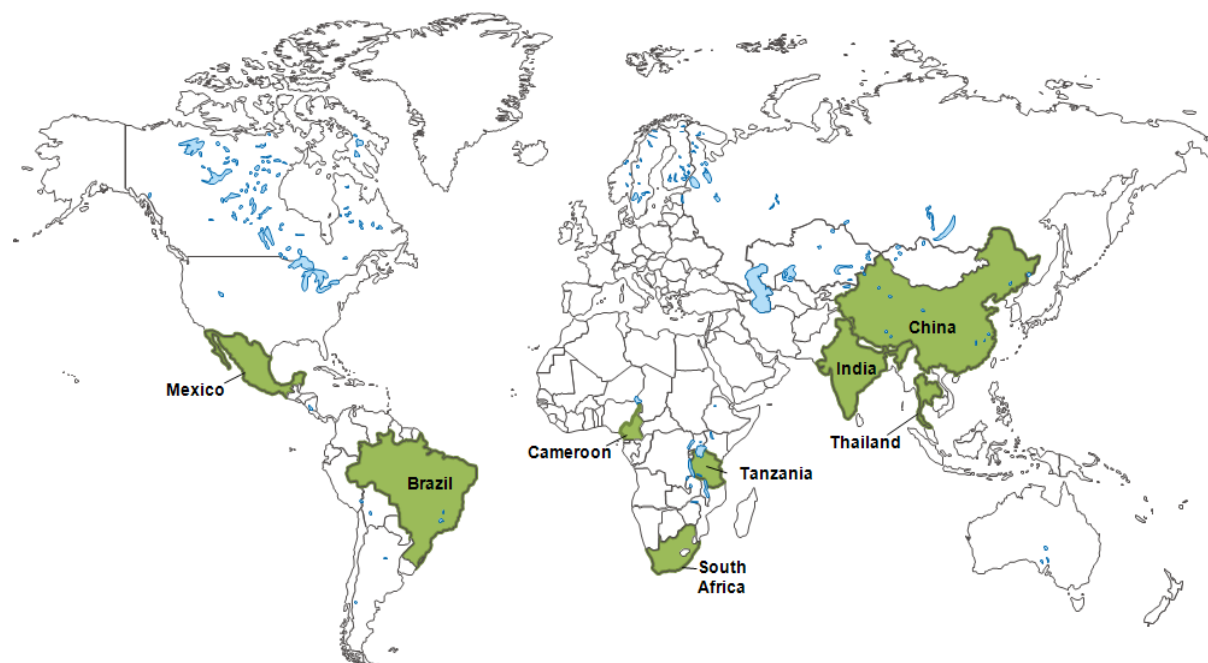 China
India
Mexico
Thailand
Cameroon
Tanzania
Brazil
South
Africa